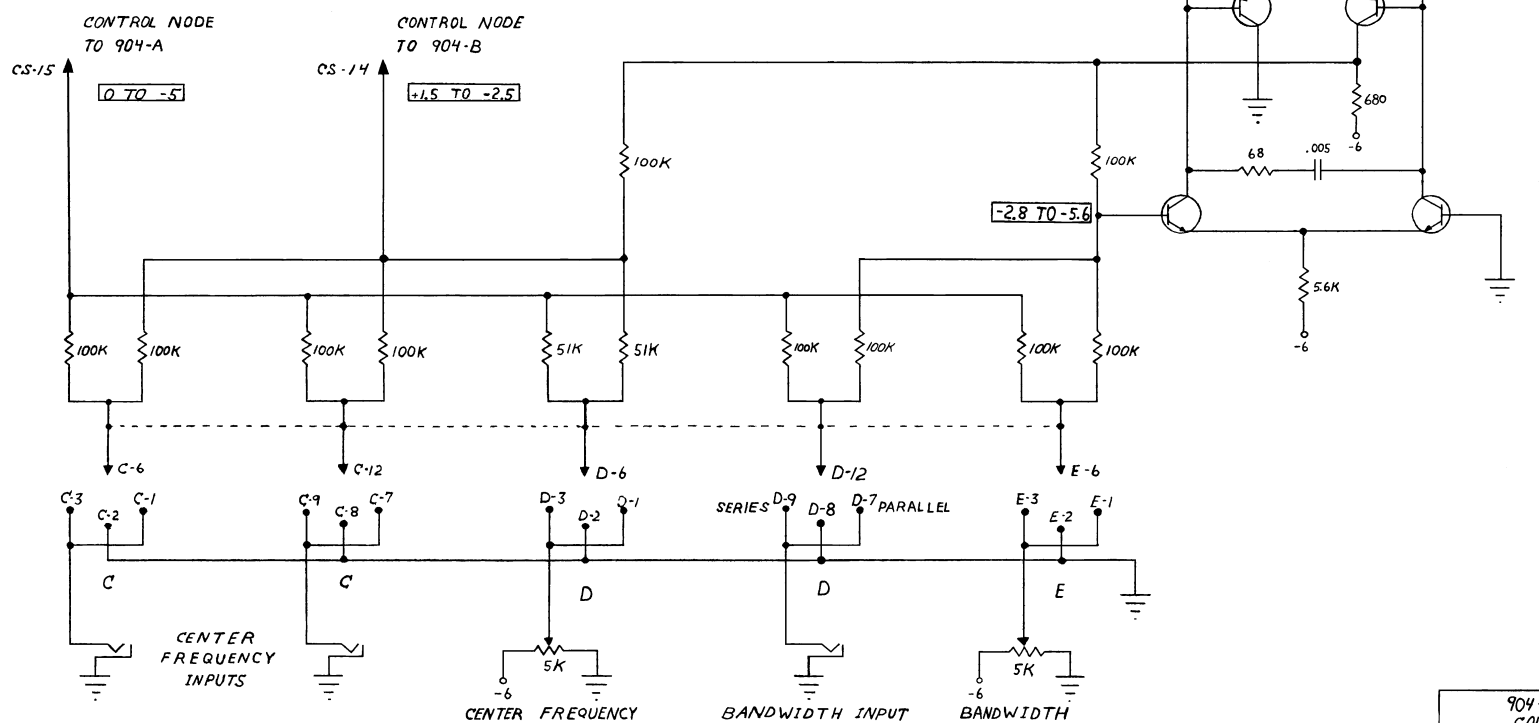 CONTROL NODE
TO 904-A
CONTROL NODE
TO 904-B
CS-15
CS-14
0 TO -5
+1.5 TO -2.5
680
-6
68
.005
100K
100K
-2.8 TO -5.6
5.6K
-6
100K
100K
100K
100K
51K
51K
100K
100K
100K
100K
C-6
C-12
D-6
D-12
E-6
C-3
C-2
C-1
C-9
C-8
C-7
D-3
D-2
D-1
SERIES
D-9
D-8
D-7
PARALLEL
E-3
E-2
E-1
C
C
D
D
E
CENTER
FREQUENCY
INPUTS
5K
-6
5K
-6
CENTER FREQUENCY
BANDWIDTH INPUT
BANDWIDTH
904-